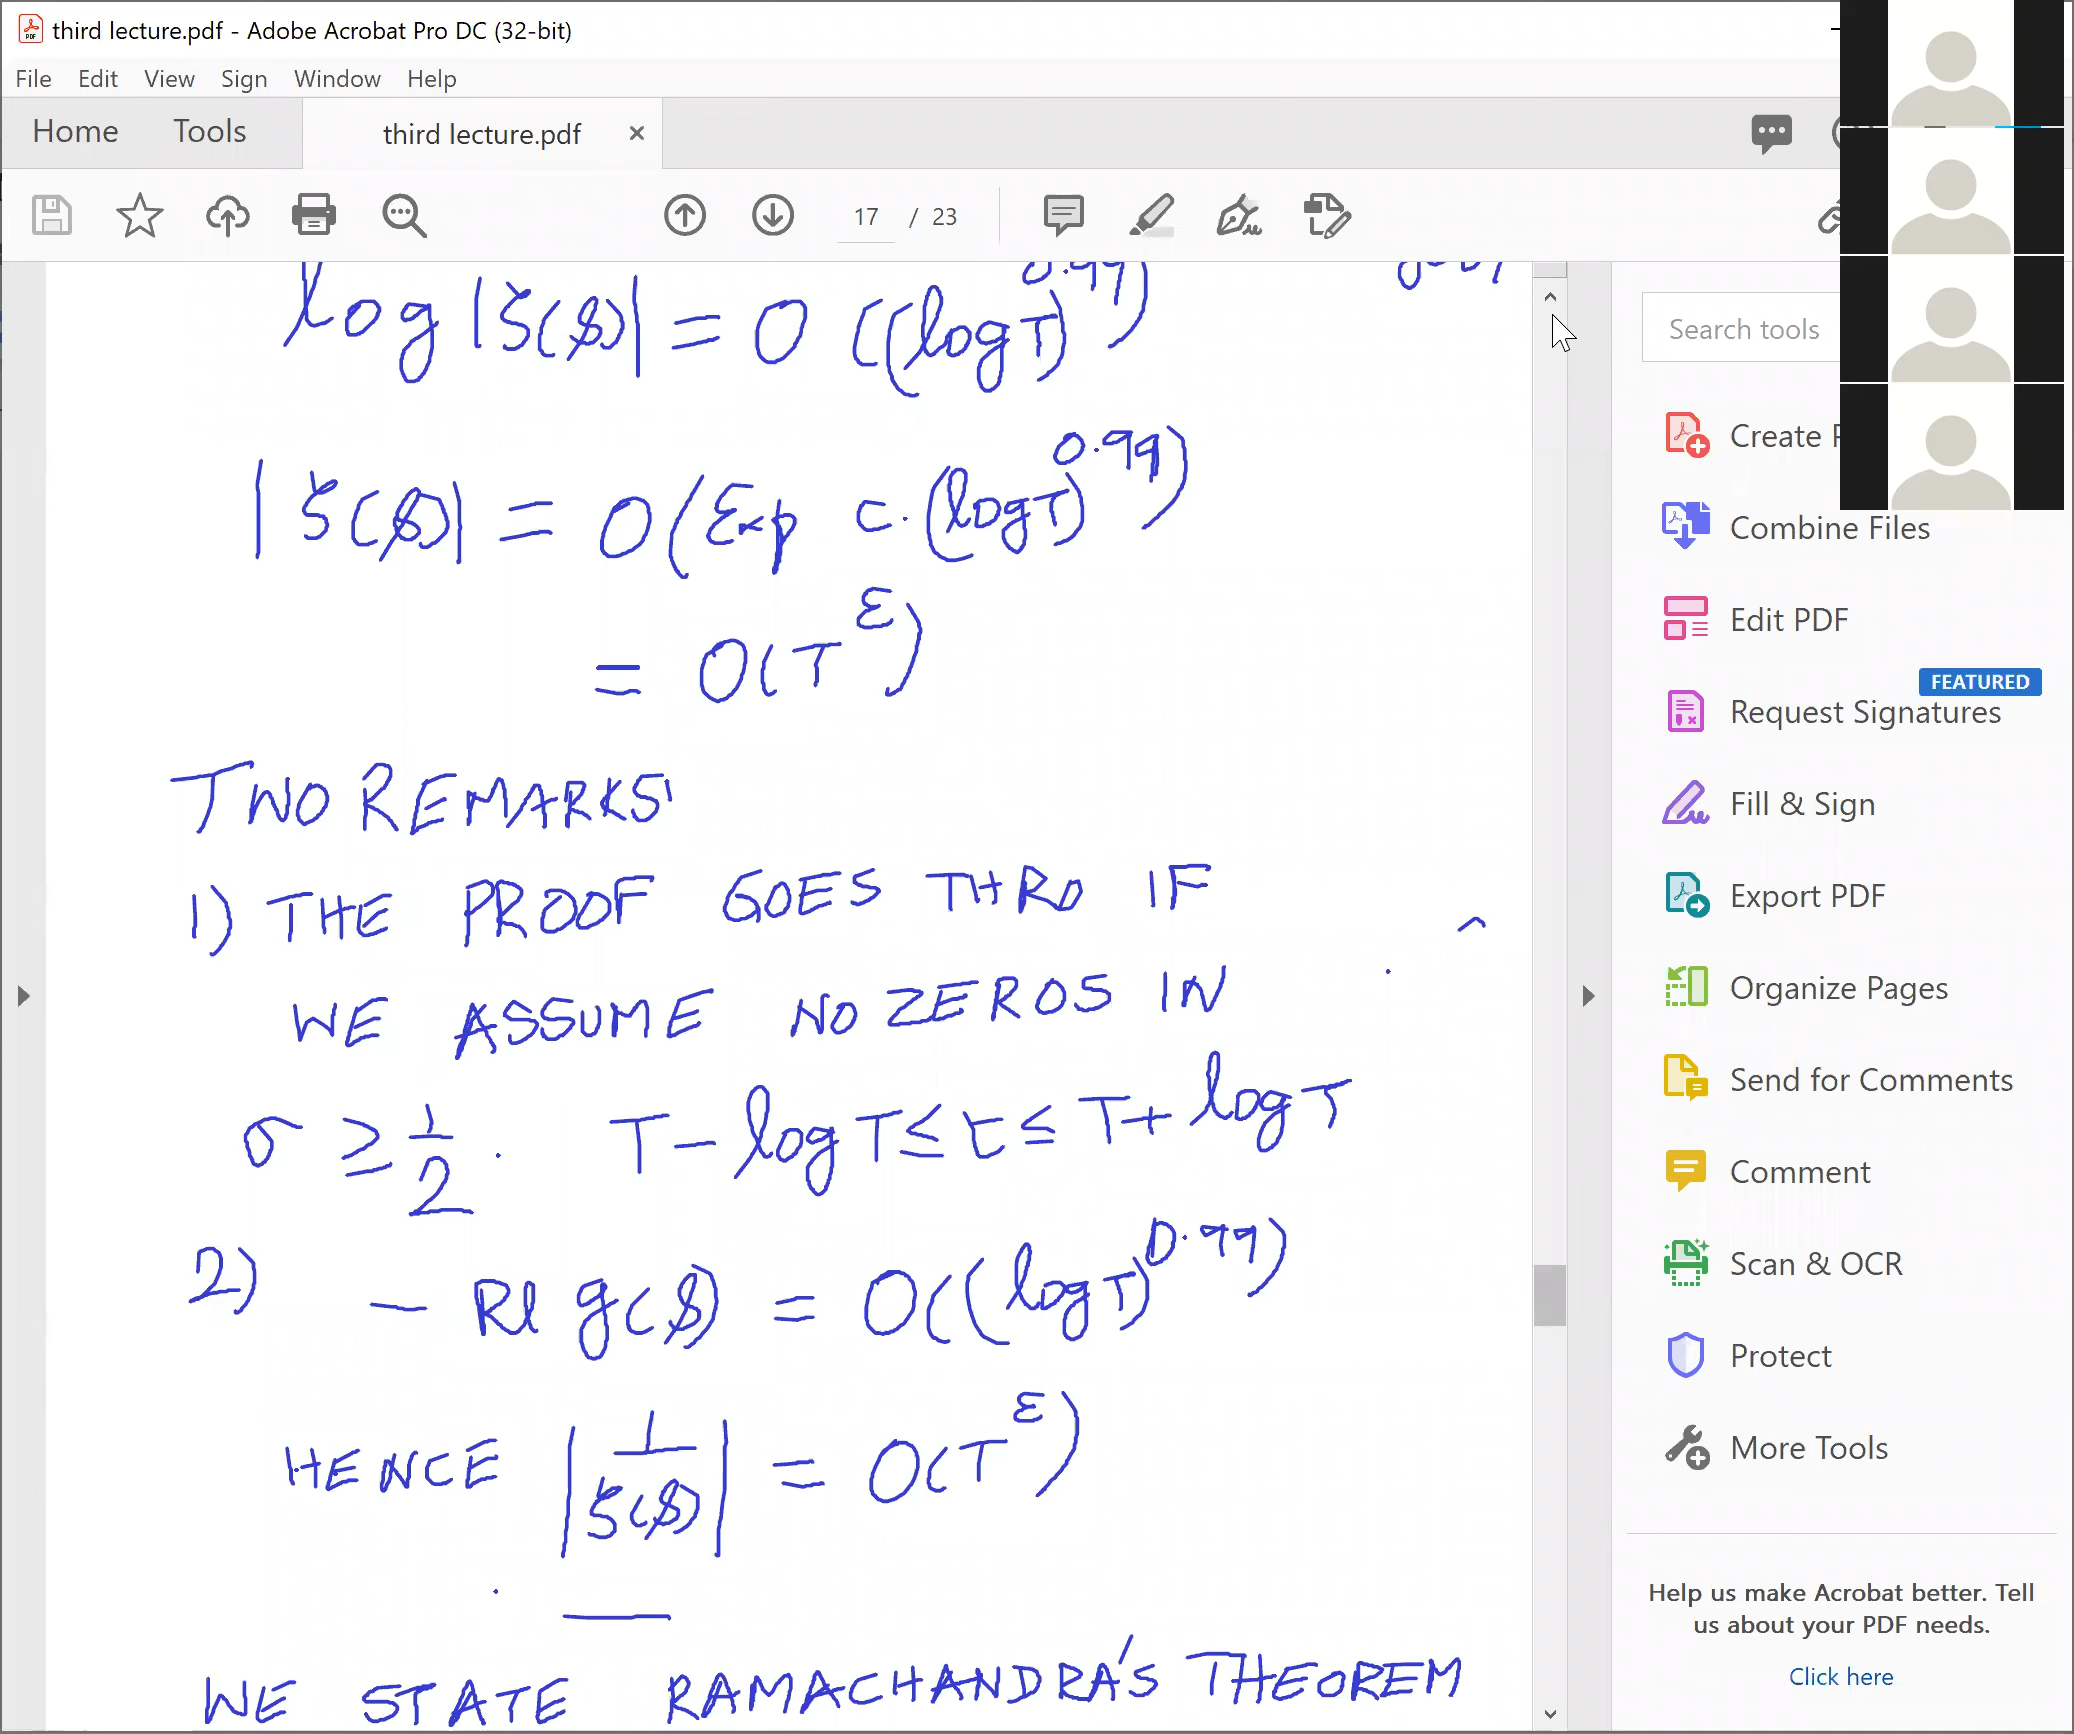 third lecture.pdf - Adobe Acrobat Pro DC (32-bit)
File Edit View Sign Window Help
Home Tools third lecture.pdf ×
17 / 23
log |ζ(s)| = O((log T)^0.99)
|ζ(s)| = O(Exp c.(log T)^0.99)
= O(T^ε)
TWO REMARKS
1) THE PROOF GOES THRO IF
WE ASSUME NO ZEROS IN
σ ≥ 1/2 . T - log T ≤ t ≤ T + log T
2) - Rl g(s) = O((log T)^0.99)
HENCE |1/ζ(s)| = O(T^ε)
WE STATE RAMACHANDRA'S THEOREM
Search tools
Create
Combine Files
Edit PDF
FEATURED
Request Signatures
Fill & Sign
Export PDF
Organize Pages
Send for Comments
Comment
Scan & OCR
Protect
More Tools
Help us make Acrobat better. Tell
us about your PDF needs.
Click here